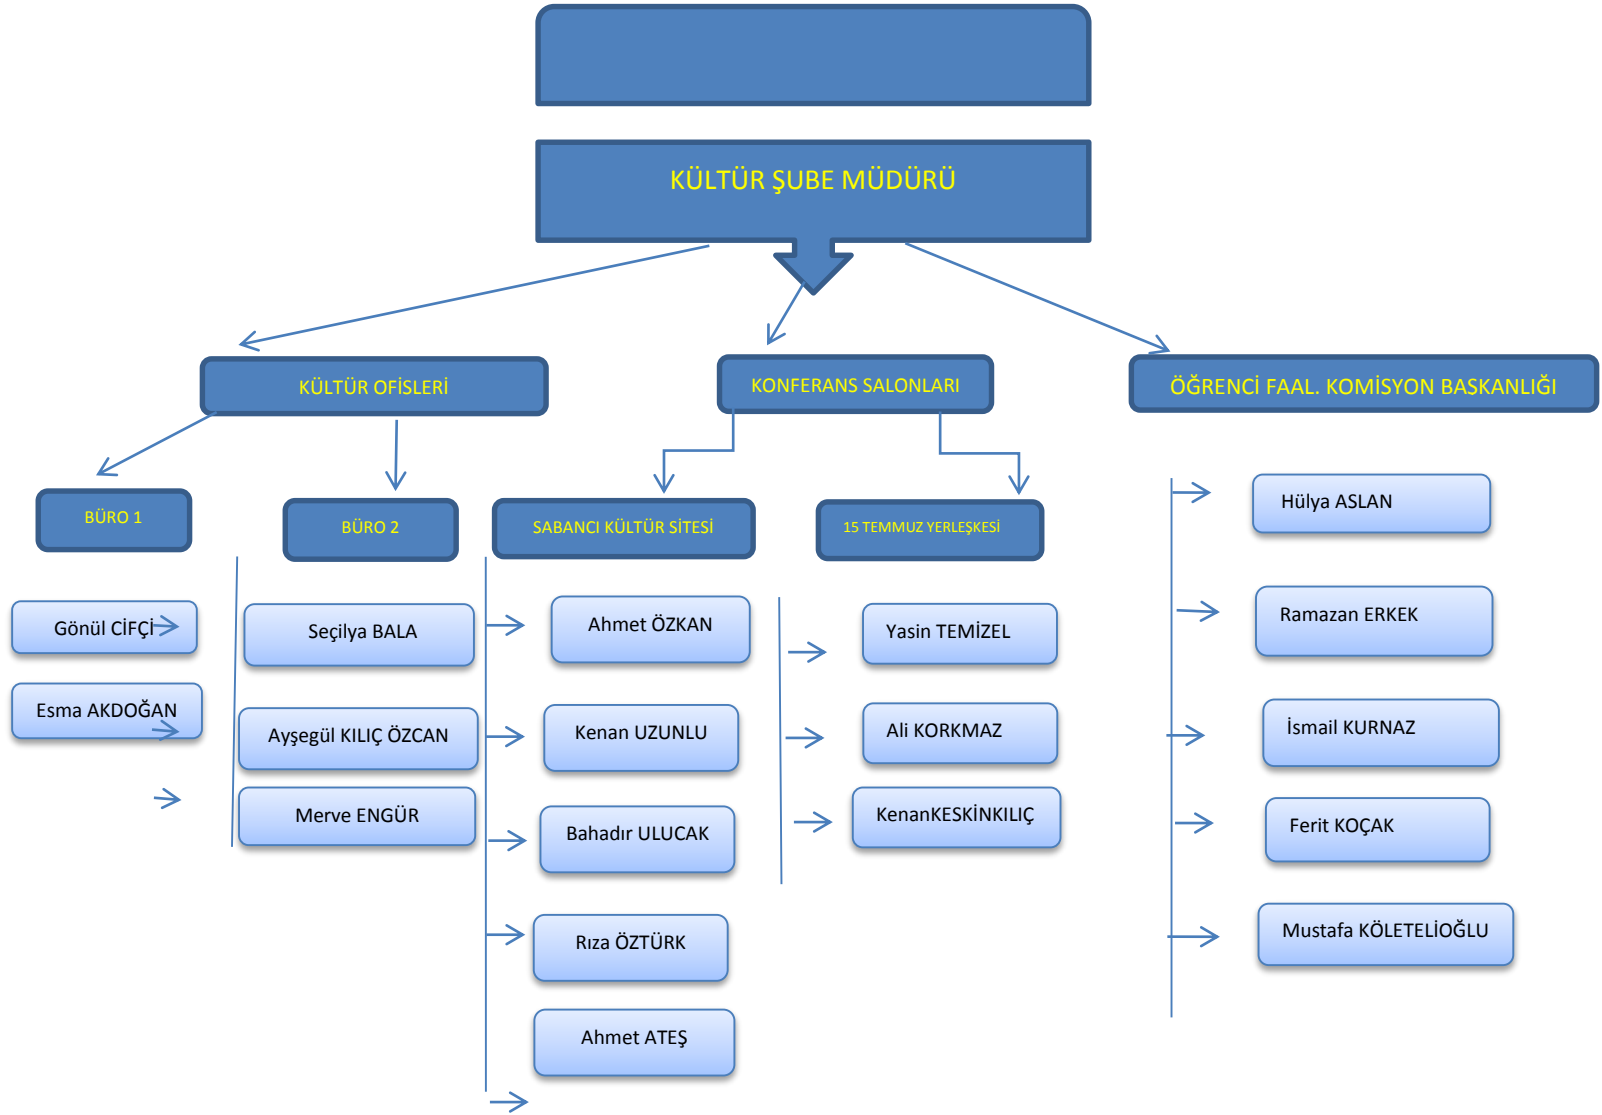 KÜLTÜR ŞUBE MÜDÜRÜ
KÜLTÜR OFİSLERİ
KONFERANS SALONLARI
ÖĞRENCİ FAAL. KOMİSYON BAŞKANLIĞI
BÜRO 1
BÜRO 2
SABANCI KÜLTÜR SİTESİ
15 TEMMUZ YERLEŞKESİ
Gönül CİFÇİ
Esma AKDOĞAN
Seçilya BALA
Ayşegül KILIÇ ÖZCAN
Merve ENGÜR
Ahmet ÖZKAN
Kenan UZUNLU
Bahadır ULUCAK
Rıza ÖZTÜRK
Ahmet ATEŞ
Yasin TEMİZEL
Ali KORKMAZ
KenanKESKİNKILIÇ
Hülya ASLAN
Ramazan ERKEK
İsmail KURNAZ
Ferit KOÇAK
Mustafa KÖLETELİOĞLU